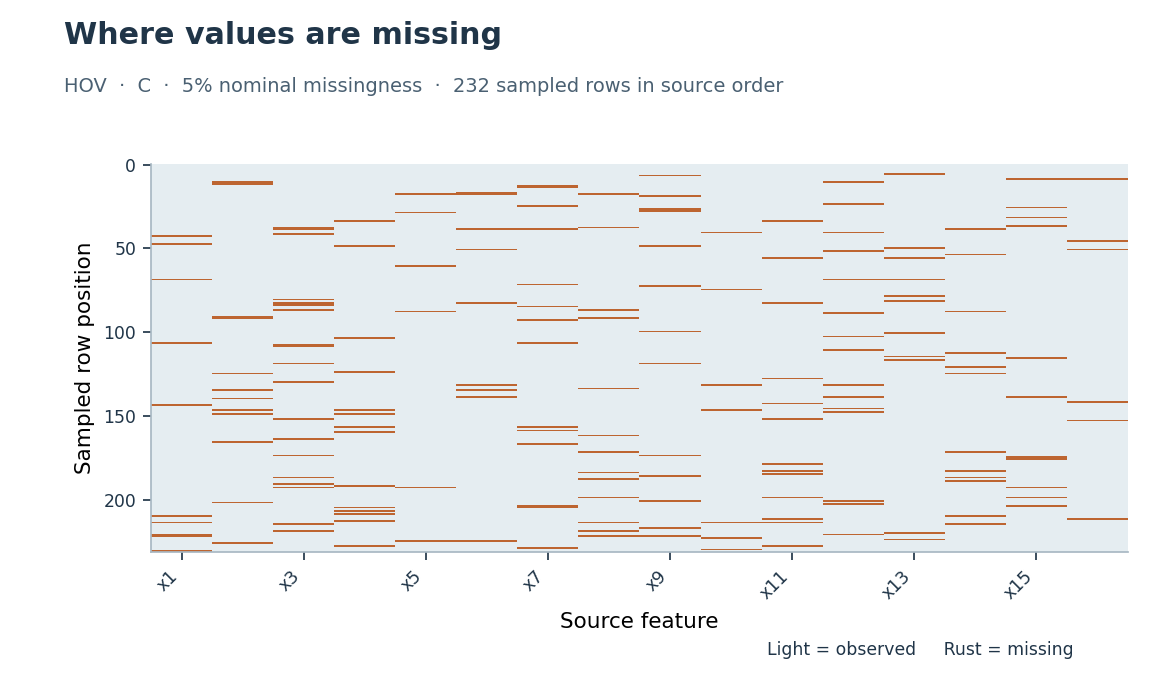 Where values are missing
HOV · C · 5% nominal missingness · 232 sampled rows in source order
0
50
100
150
200
Sampled row position
x1
x3
x5
x7
x9
x11
x13
x15
Source feature
Light = observed Rust = missing